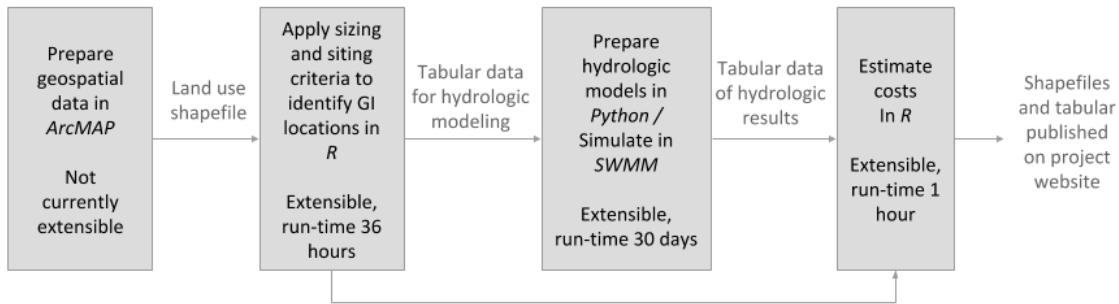 Prepare
geospatial
data in
ArcMAP
Not
currently
extensible
Land use
shapefile
Apply sizing
and siting
criteria to
identify GI
locations in
R
Extensible,
run-time 36
hours
Tabular data
for hydrologic
modeling
Prepare
hydrologic
models in
Python /
Simulate in
SWMM
Extensible,
run-time 30 days
Tabular data
of hydrologic
results
Estimate
costs
In R
Extensible,
run-time 1
hour
Shapefiles
and tabular
published
on project
website